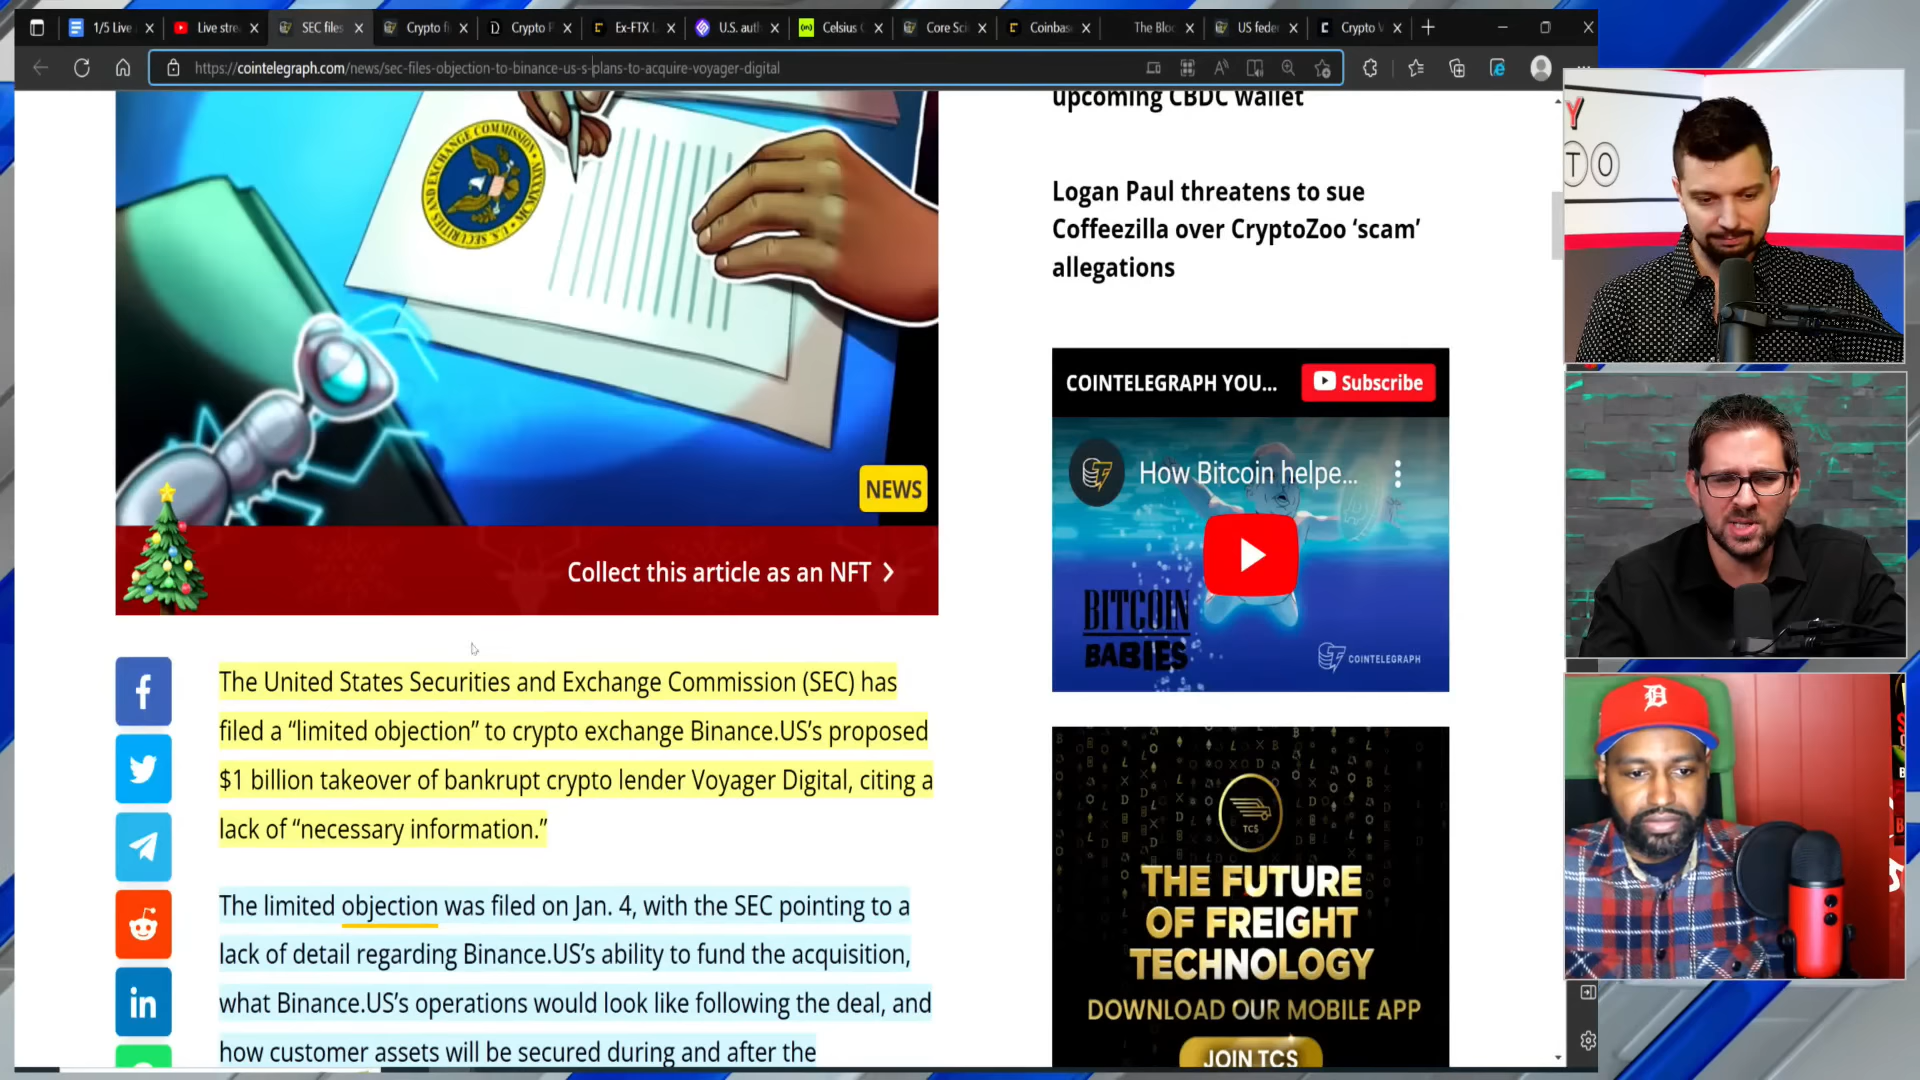 1/5 Live
Live stre
SEC files
Crypto fi
Crypto F
Ex-FTX L
U.S. auth
Celsius
Core Sci
Coinbas
The Bloc
US feder
Crypto V
https://cointelegraph.com/news/sec-files-objection-to-binance-us-s-plans-to-acquire-voyager-digital
upcoming CBDC wallet
Logan Paul threatens to sue
Coffeezilla over CryptoZoo ‘scam’
allegations
COINTELEGRAPH YOU...
Subscribe
How Bitcoin helpe...
BITCOIN
BABIES
COINTELEGRAPH
NEWS
Collect this article as an NFT
The United States Securities and Exchange Commission (SEC) has
filed a “limited objection” to crypto exchange Binance.US’s proposed
$1 billion takeover of bankrupt crypto lender Voyager Digital, citing a
lack of “necessary information.”
The limited objection was filed on Jan. 4, with the SEC pointing to a
lack of detail regarding Binance.US’s ability to fund the acquisition,
what Binance.US’s operations would look like following the deal, and
how customer assets will be secured during and after the
TCS
THE FUTURE
OF FREIGHT
TECHNOLOGY
DOWNLOAD OUR MOBILE APP
JOIN TCS